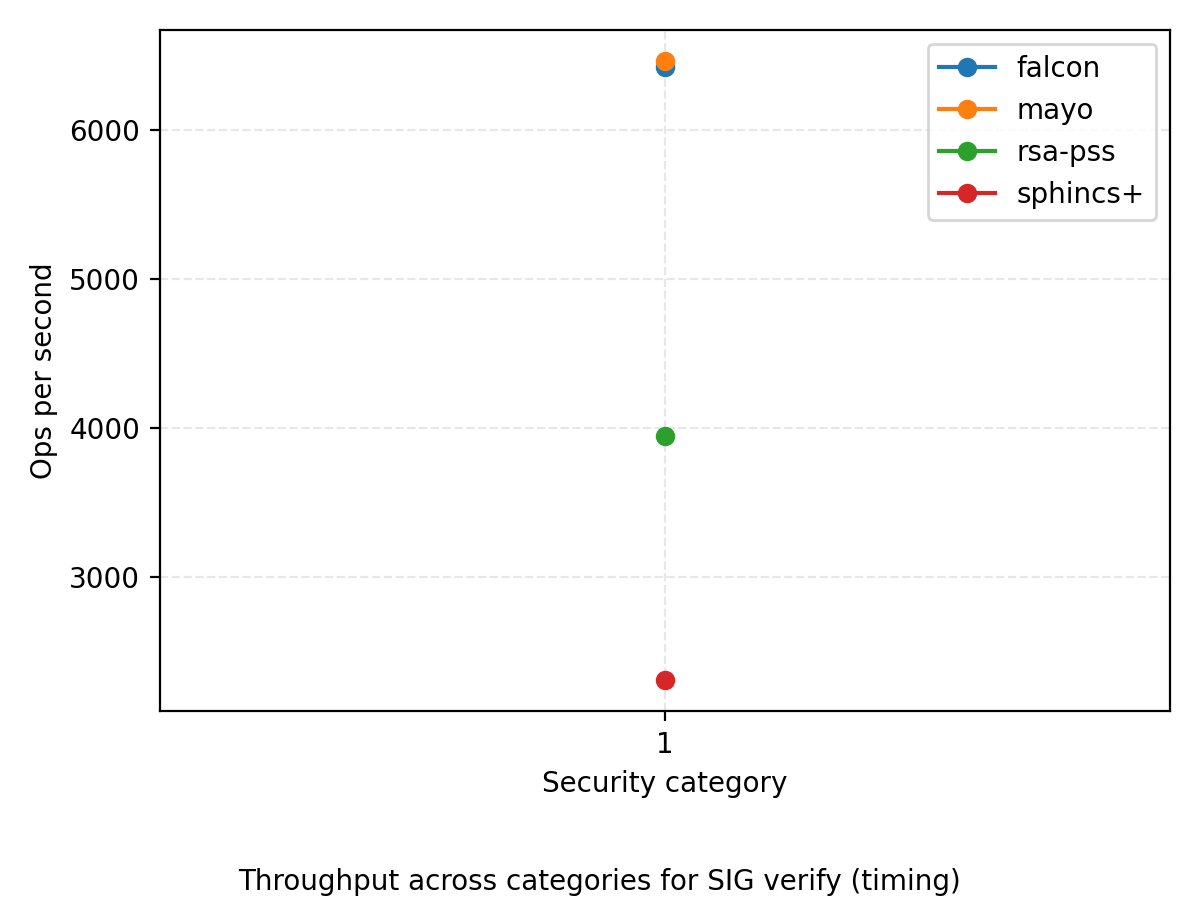 falcon
mayo
rsa-pss
sphincs+
6000
5000
4000
3000
Ops per second
1
Security category
Throughput across categories for SIG verify (timing)